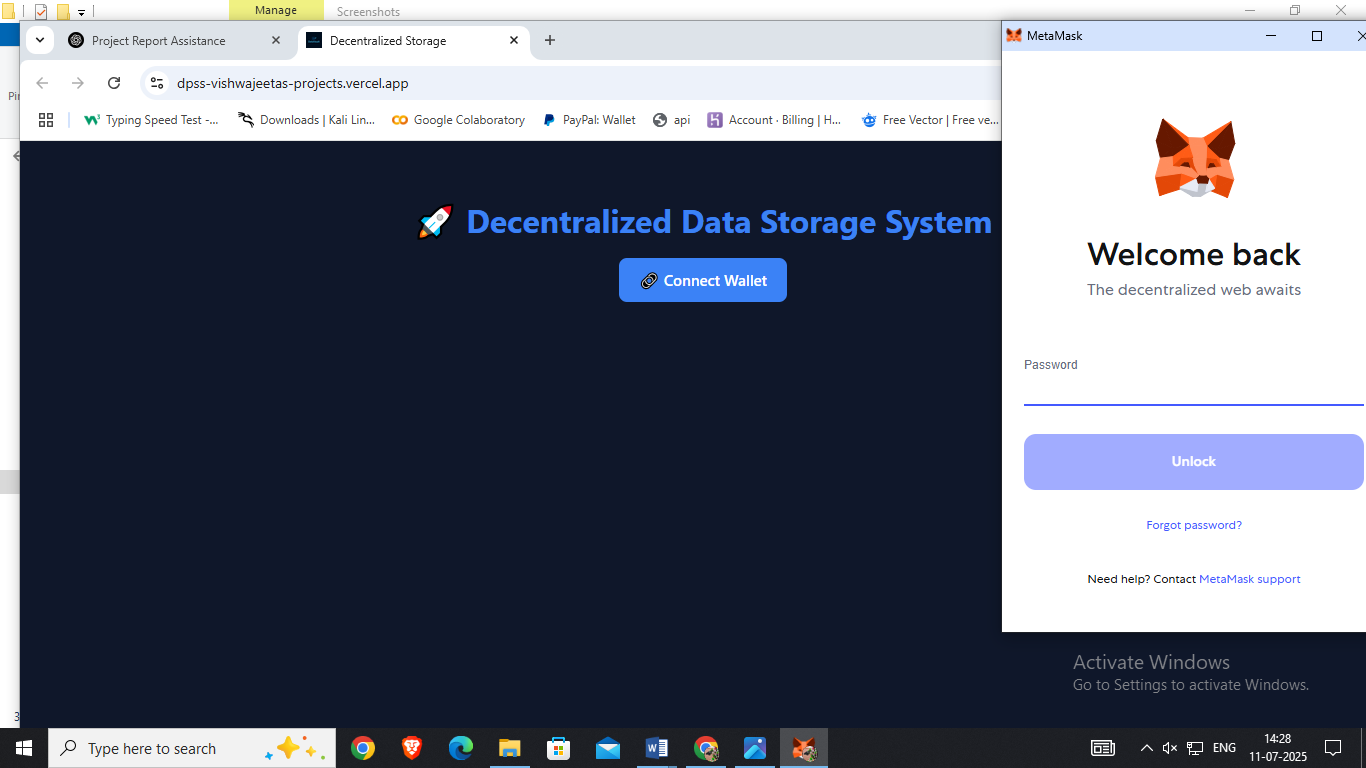 Manage
Screenshots
Project Report Assistance
Decentralized Storage
MetaMask
dpss-vishwajeetas-projects.vercel.app
Typing Speed Test -...
Downloads | Kali Lin...
Google Colaboratory
PayPal: Wallet
api
Account · Billing | H...
Free Vector | Free ve...
🚀 Decentralized Data Storage System
🔗 Connect Wallet
Welcome back
The decentralized web awaits
Password
Unlock
Forgot password?
Need help? Contact MetaMask support
Activate Windows
Go to Settings to activate Windows.
Type here to search
ENG
14:28
11-07-2025